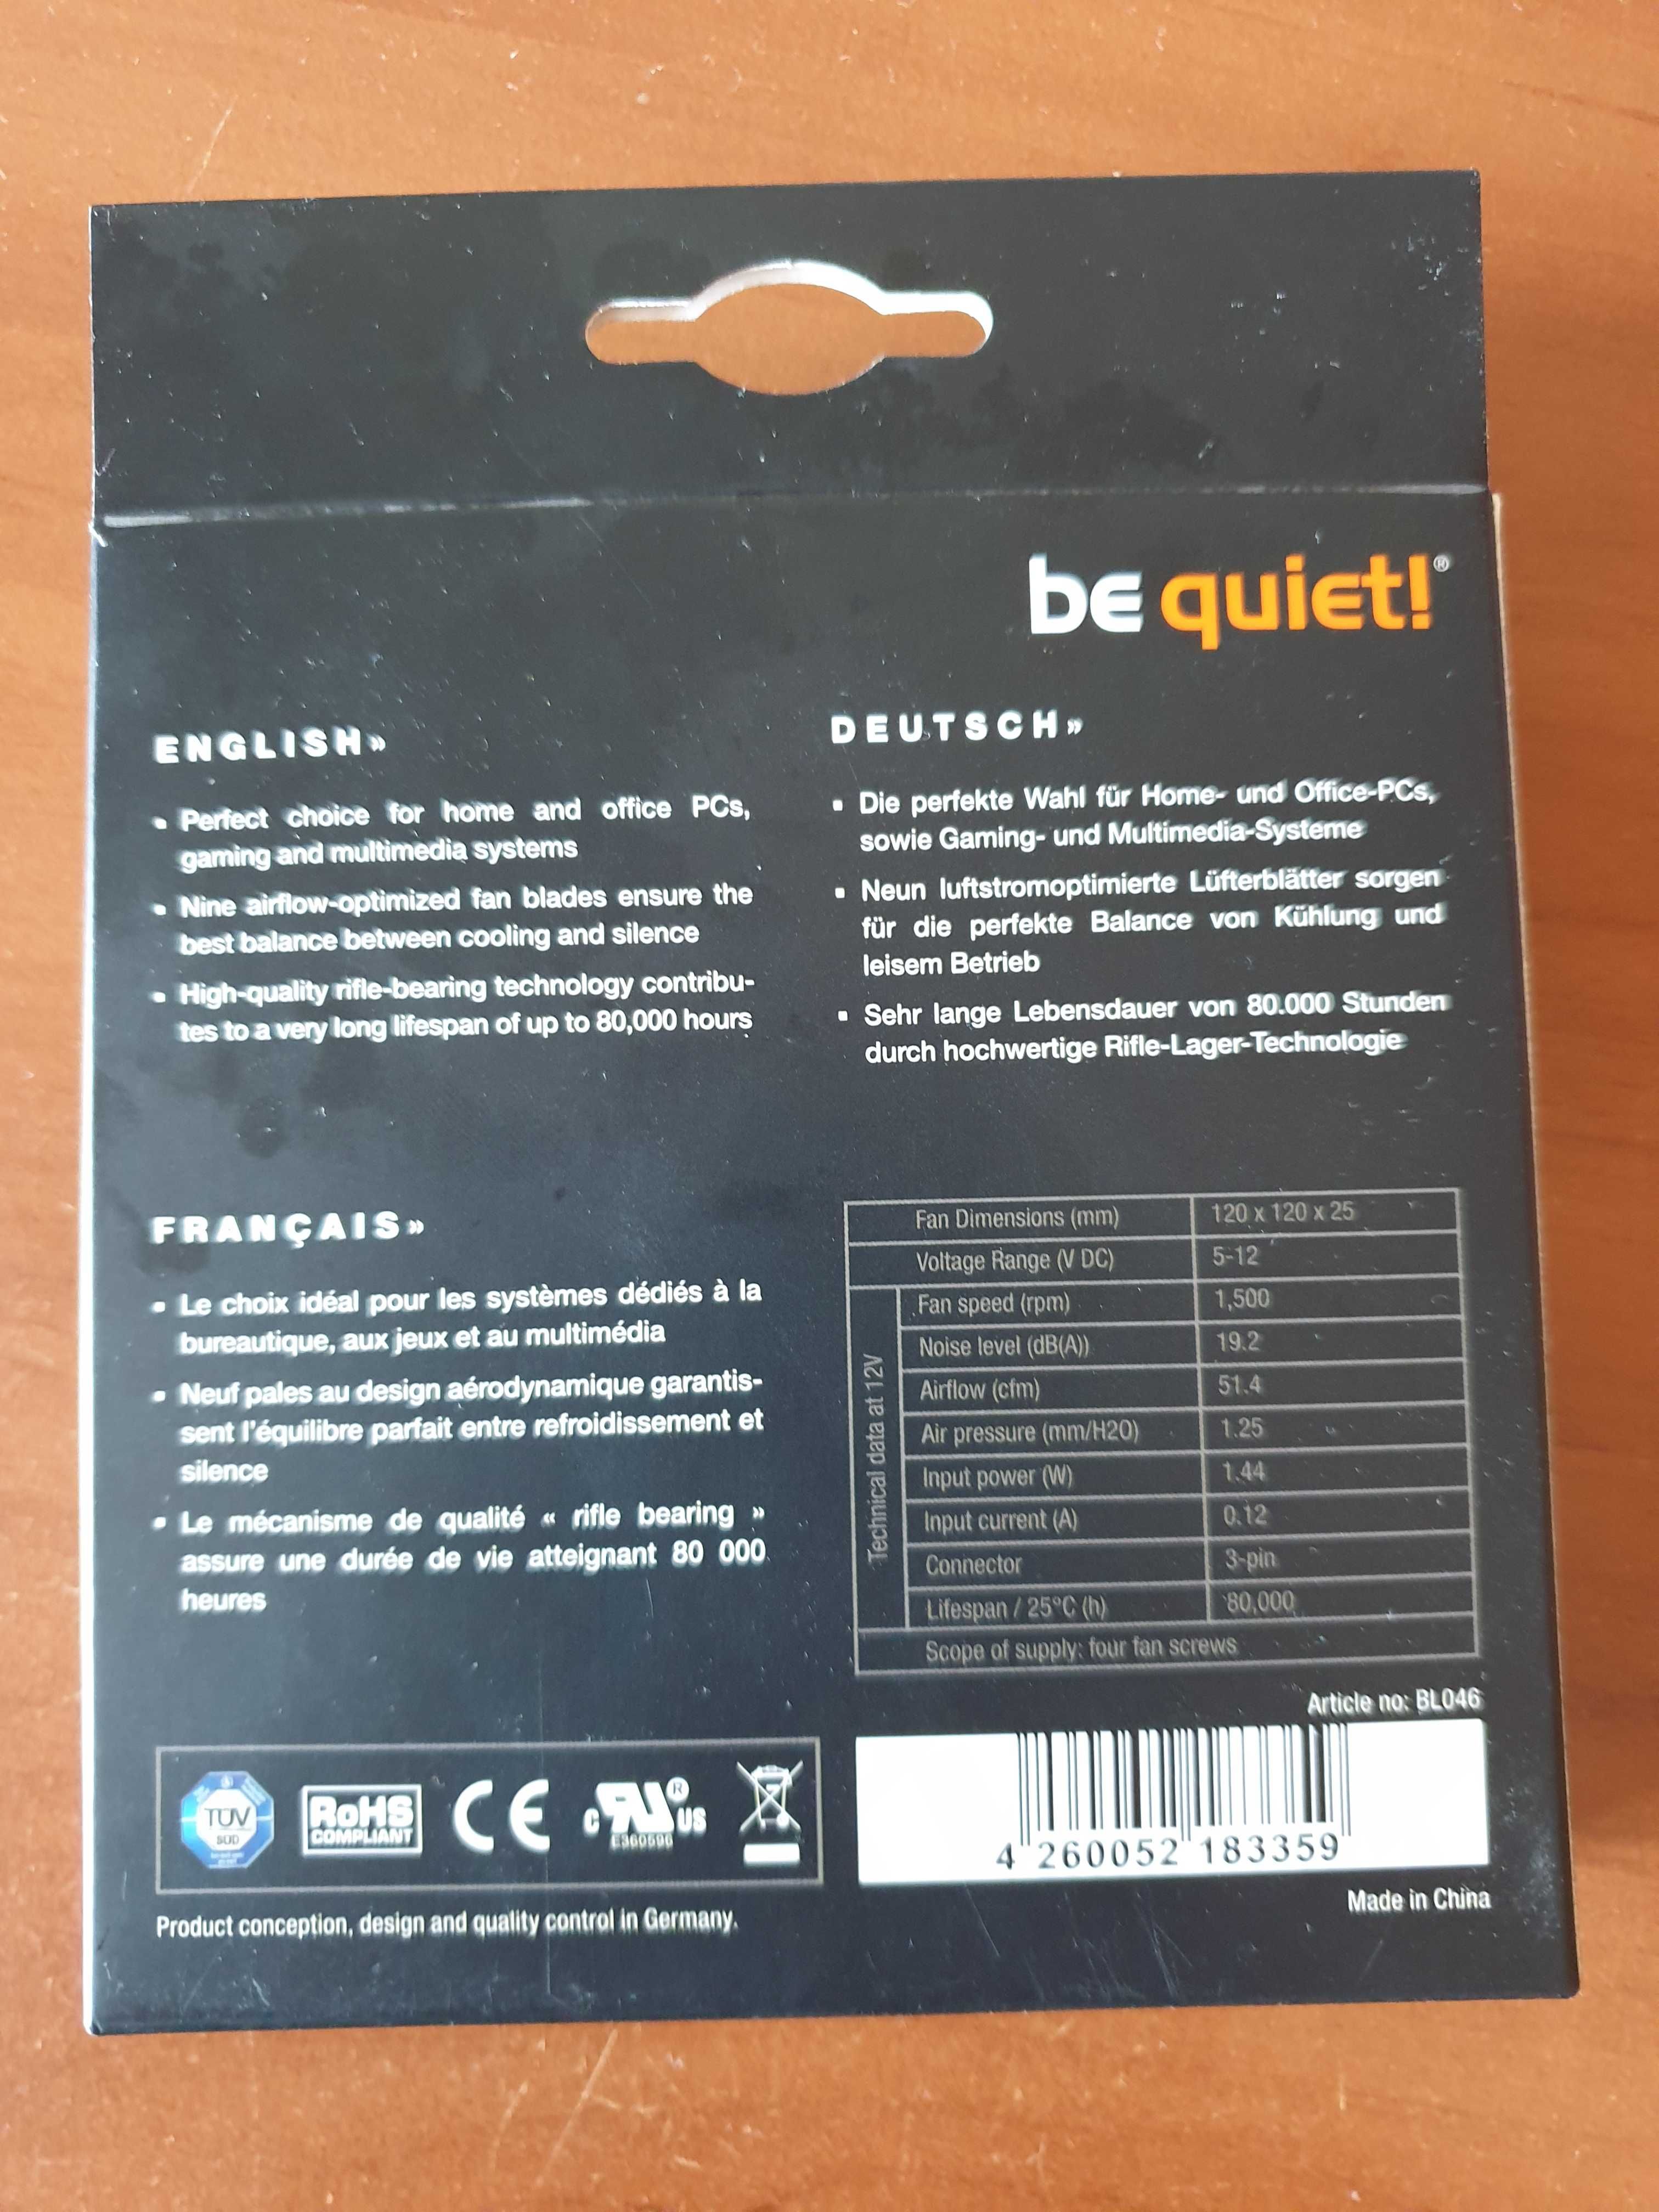 be quiet!®
ENGLISH»
▪ Perfect choice for home and office PCs,
gaming and multimedia systems
▪ Nine airflow-optimized fan blades ensure the
best balance between cooling and silence
▪ High-quality rifle-bearing technology contribu-
tes to a very long lifespan of up to 80,000 hours
DEUTSCH»
▪ Die perfekte Wahl für Home- und Office-PCs,
sowie Gaming- und Multimedia-Systeme
▪ Neun luftstromoptimierte Lüfterblätter sorgen
für die perfekte Balance von Kühlung und
leisem Betrieb
▪ Sehr lange Lebensdauer von 80.000 Stunden
durch hochwertige Rifle-Lager-Technologie
FRANÇAIS»
▪ Le choix idéal pour les systèmes dédiés à la
bureautique, aux jeux et au multimédia
▪ Neuf pales au design aérodynamique garantis-
sent l'équilibre parfait entre refroidissement et
silence
▪ Le mécanisme de qualité « rifle bearing »
assure une durée de vie atteignant 80 000
heures
Fan Dimensions (mm) 120 x 120 x 25
Voltage Range (V DC) 5-12
Technical data at 12V
Fan speed (rpm) 1,500
Noise level (dB(A)) 19.2
Airflow (cfm) 51.4
Air pressure (mm/H2O) 1.25
Input power (W) 1.44
Input current (A) 0.12
Connector 3-pin
Lifespan / 25°C (h) 80,000
Scope of supply: four fan screws
Article no: BL046
4 260052 183359
Made in China
TÜV
SÜD
RoHS
COMPLIANT
CE
C UR® US
E360596
Product conception, design and quality control in Germany.